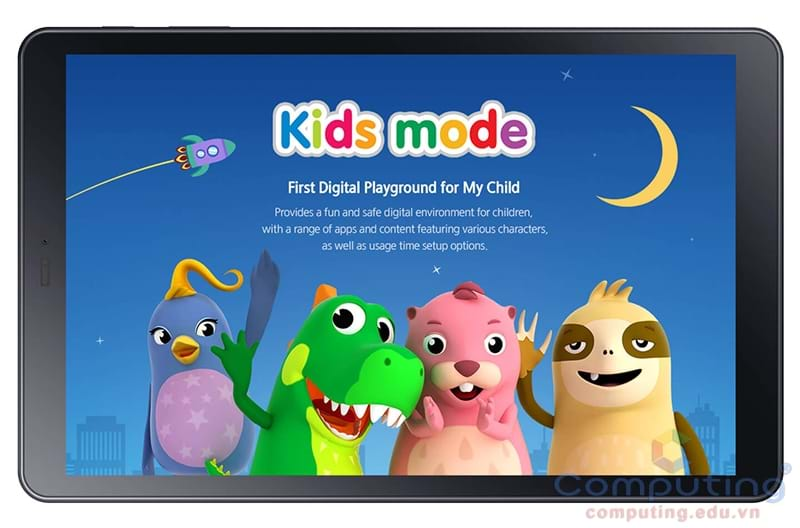 Kids mode
First Digital Playground for My Child
Provides a fun and safe digital environment for children,
with a range of apps and content featuring various characters,
as well as usage time setup options.
Computing®
computing.edu.vn